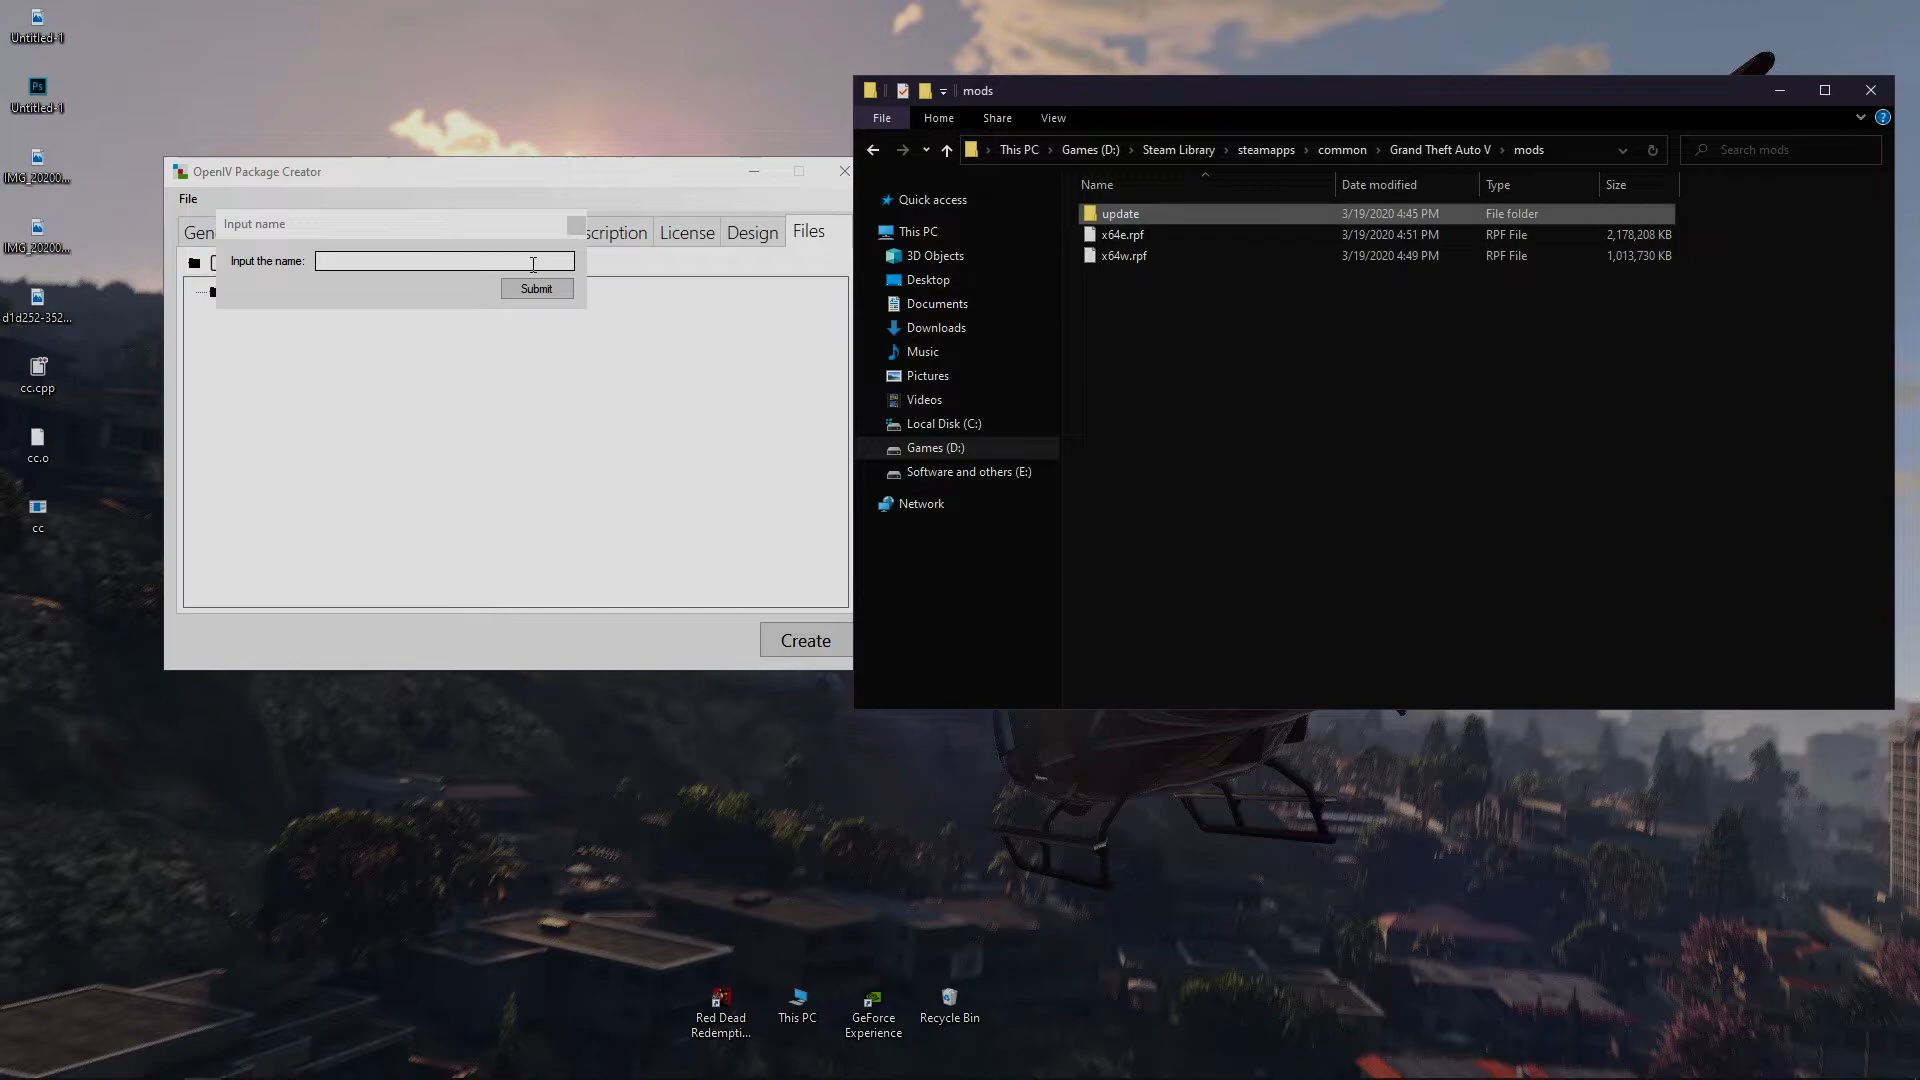 Untitled-1
Untitled-1
IMG_20200...
IMG_20200...
d1d252-352...
cc.cpp
cc.o
cc
OpenIV Package Creator
File
Input name
scription
License
Design
Files
Input the name:
Submit
Create
mods
File
Home
Share
View
This PC
Games (D:)
Steam Library
steamapps
common
Grand Theft Auto V
mods
Search mods
Name
Date modified
Type
Size
update
3/19/2020 4:45 PM
File folder
x64e.rpf
3/19/2020 4:51 PM
RPF File
2,178,208 KB
x64w.rpf
3/19/2020 4:49 PM
RPF File
1,013,730 KB
Quick access
This PC
3D Objects
Desktop
Documents
Downloads
Music
Pictures
Videos
Local Disk (C:)
Games (D:)
Software and others (E:)
Network
Red Dead
Redempti...
This PC
GeForce
Experience
Recycle Bin